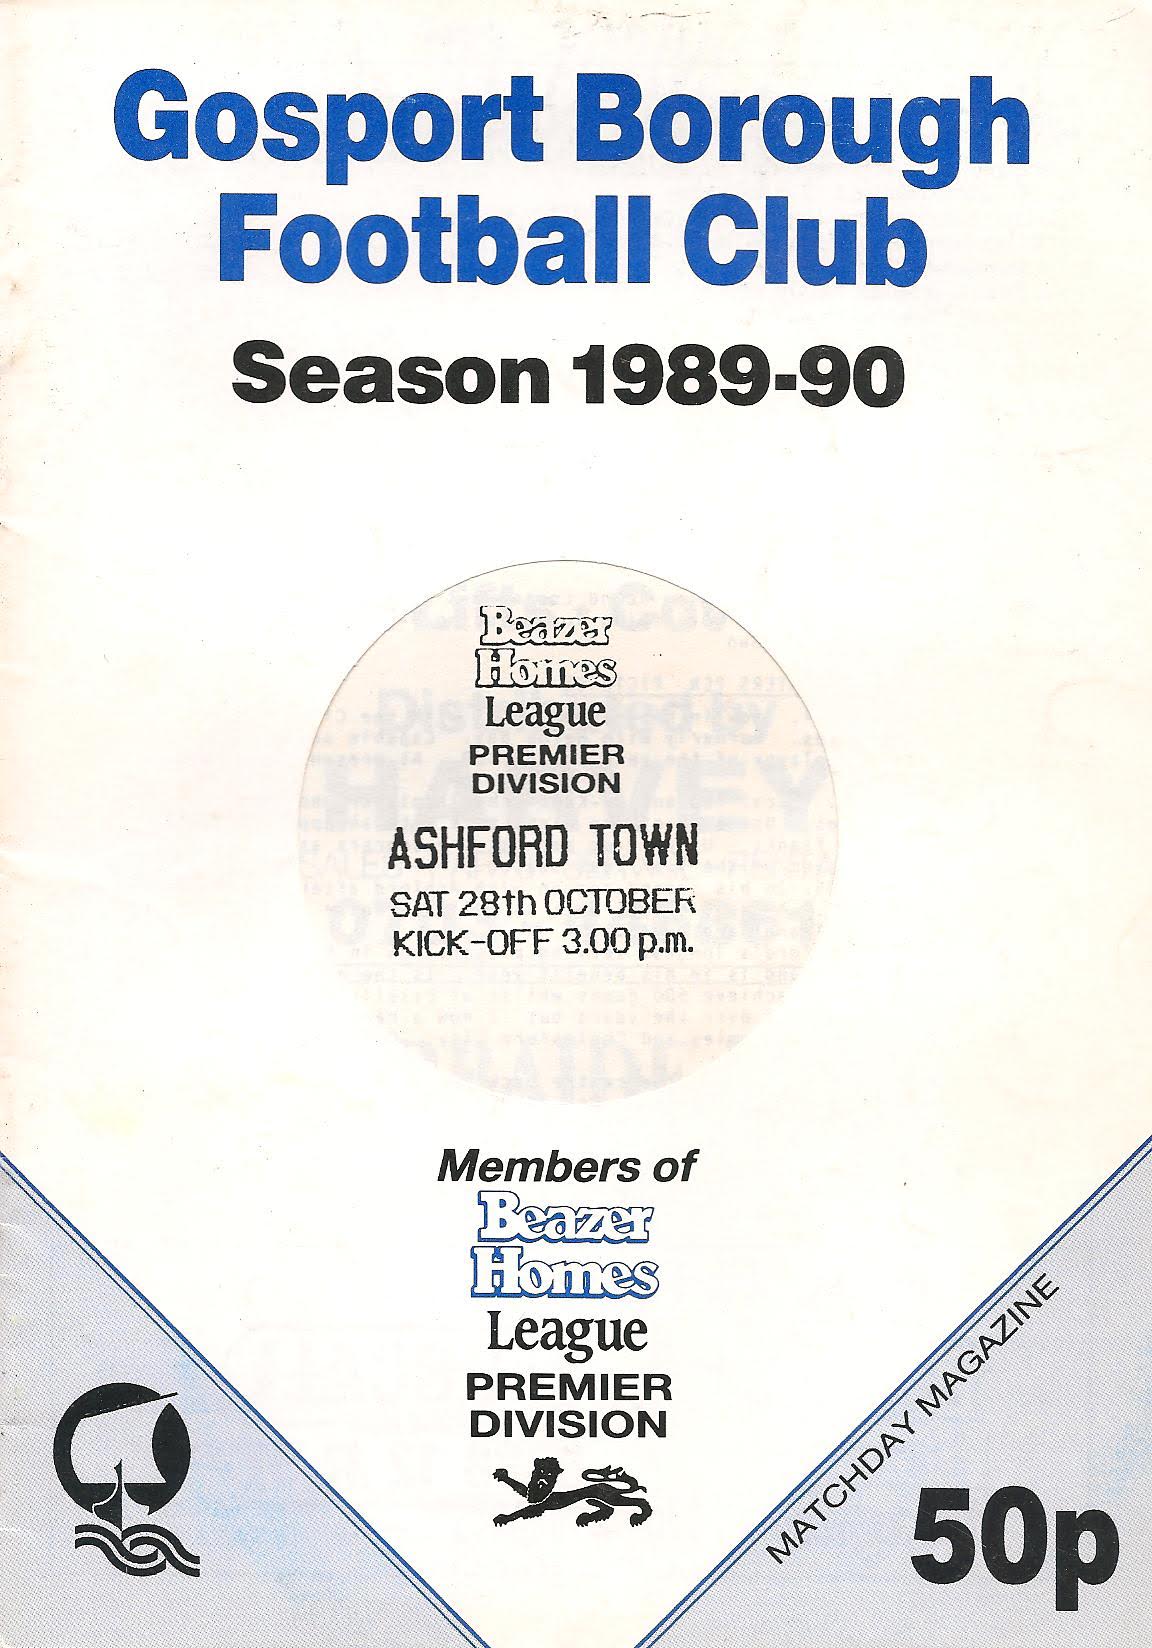 Gosport Borough
Football Club
Season 1989-90
Beazer
Homes
League
PREMIER
DIVISION
ASHFORD TOWN
SAT 28th OCTOBER
KICK-OFF 3.00 p.m.
Members of
Beazer
Homes
League
PREMIER
DIVISION
MATCHDAY MAGAZINE
50p